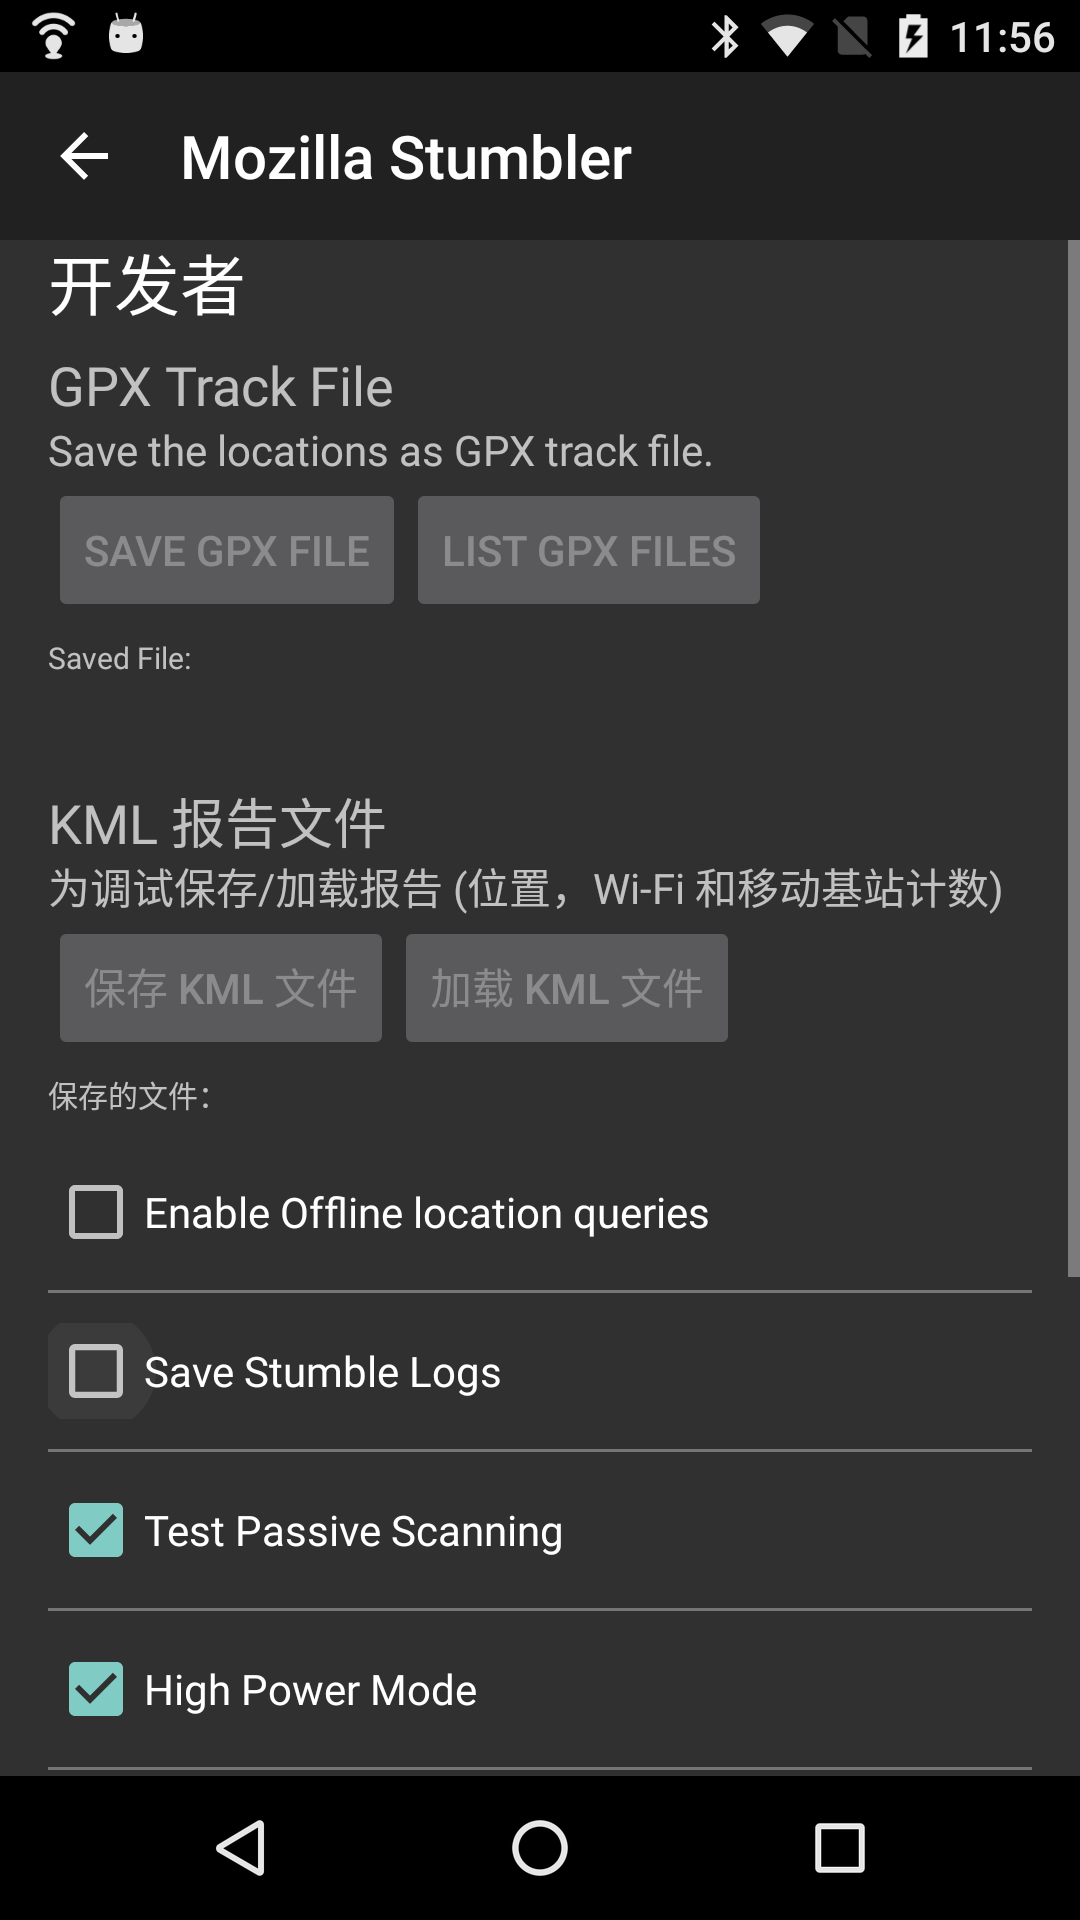 11:56
Mozilla Stumbler
开发者
GPX Track File
Save the locations as GPX track file.
SAVE GPX FILE
LIST GPX FILES
Saved File:
KML 报告文件
为调试保存/加载报告 (位置，Wi-Fi 和移动基站计数)
保存 KML 文件
加载 KML 文件
保存的文件：
Enable Offline location queries
Save Stumble Logs
Test Passive Scanning
High Power Mode